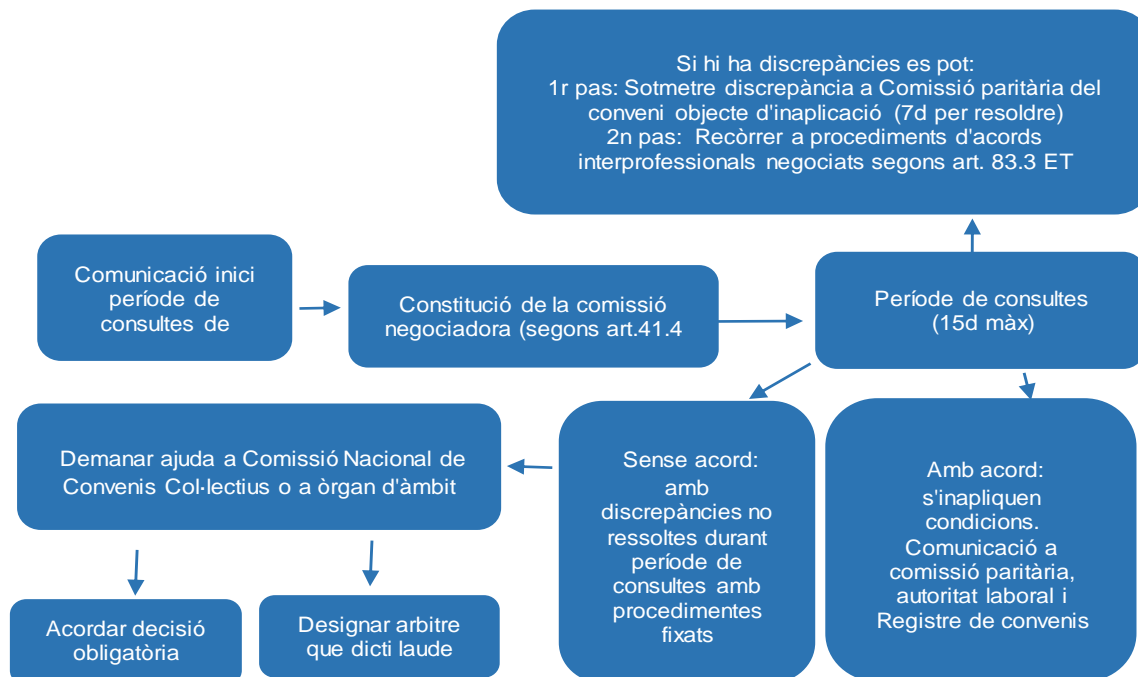 Si hi ha discrepàncies es pot:
1r pas: Sotmetre discrepància a Comissió paritària del
conveni objecte d'inaplicació (7d per resoldre)
2n pas: Recòrrer a procediments d'acords
interprofessionals negociats segons art. 83.3 ET
Comunicació inici
període de
consultes de
Constitució de la comissió
negociadora (segons art.41.4
Període de consultes
(15d màx)
Demanar ajuda a Comissió Nacional de
Convenis Col·lectius o a òrgan d'àmbit
Sense acord:
amb
discrepàncies no
ressoltes durant
període de
consultes amb
procedimentes
fixats
Amb acord:
s'inapliquen
condicions.
Comunicació a
comissió paritària,
autoritat laboral i
Registre de convenis
Acordar decisió
obligatòria
Designar arbitre
que dicti laude